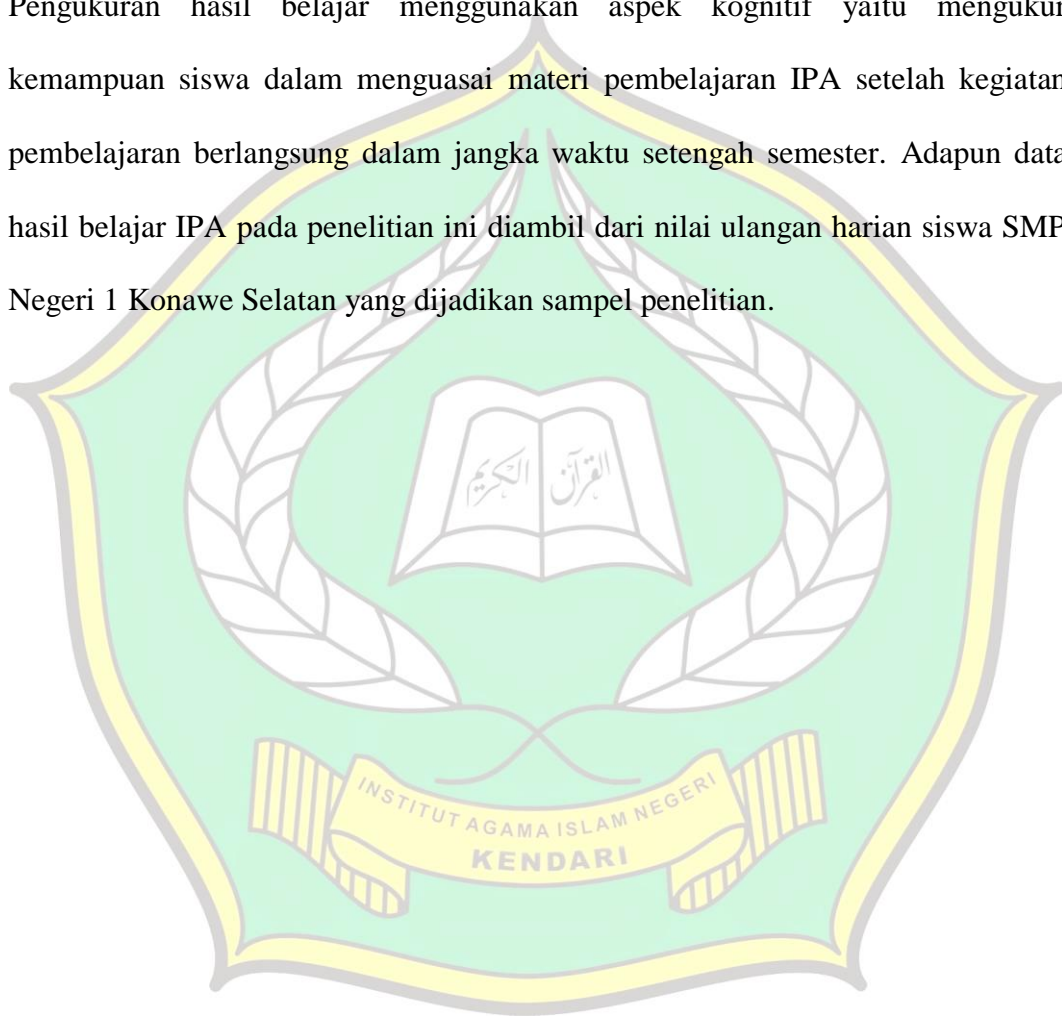 Pengukuran hasil belajar menggunakan aspek kognitif yaitu mengukur
kemampuan siswa dalam menguasai materi pembelajaran IPA setelah kegiatan
pembelajaran berlangsung dalam jangka waktu setengah semester. Adapun data
hasil belajar IPA pada penelitian ini diambil dari nilai ulangan harian siswa SMP
Negeri 1 Konawe Selatan yang dijadikan sampel penelitian.
القرآن الكريم
INSTITUT AGAMA ISLAM NEGERI
KENDARI